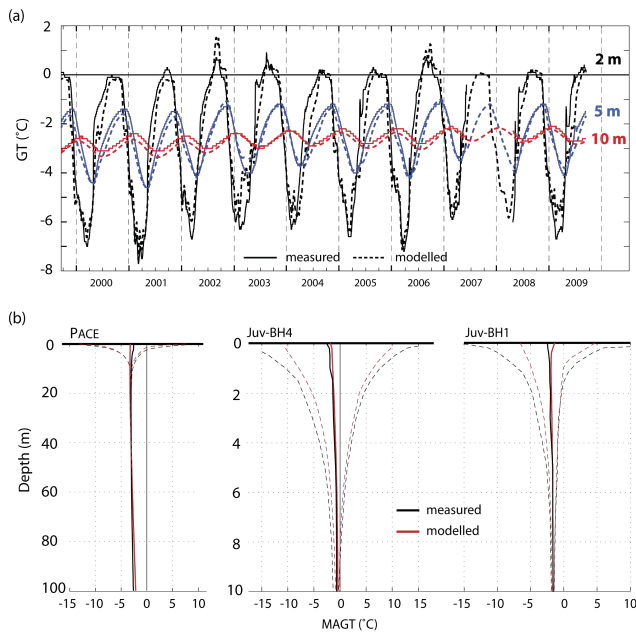 (a)
2
0
-2
-4
-6
-8
GT (˚C)
2 m
5 m
10 m
measured
modelled
2000 2001 2002 2003 2004 2005 2006 2007 2008 2009
(b)
PACE
Juv-BH4
Juv-BH1
0
20
40
60
80
100
Depth (m)
0
2
4
6
8
10
measured
modelled
-15 -10 -5 0 5 10
-15 -10 -5 0 5 10 15
-10 -5 0 5 10
MAGT (˚C)